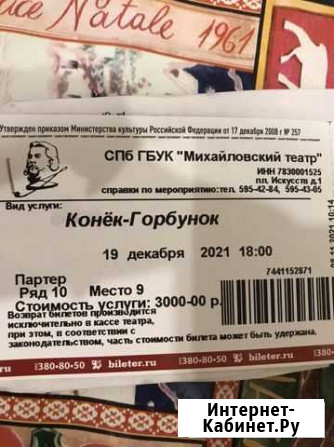 Natale 1961
Утвержден приказом Министерства культуры Российской Федерации от 17 декабря 2008 г № 257
СПб ГБУК "Михайловский театр"
ИНН 7830001525
пл. Искусств д.1
справки по мероприятию:тел. 595-42-84, 595-43-05
Вид услуги:
Конёк-Горбунок
19 декабря 2021 18:00
7441152871
Партер
Ряд 10 Место 9
Стоимость услуги: 3000-00 р.
Возврат билетов производится
исключительно в кассе театра,
при этом, в соответствии с
законодательством, часть стоимости билета может быть удержана.
ru (380-80-50 bileter.ru (380-80-50 bileter.ru (380
Интернет-
Кабинет.Ру